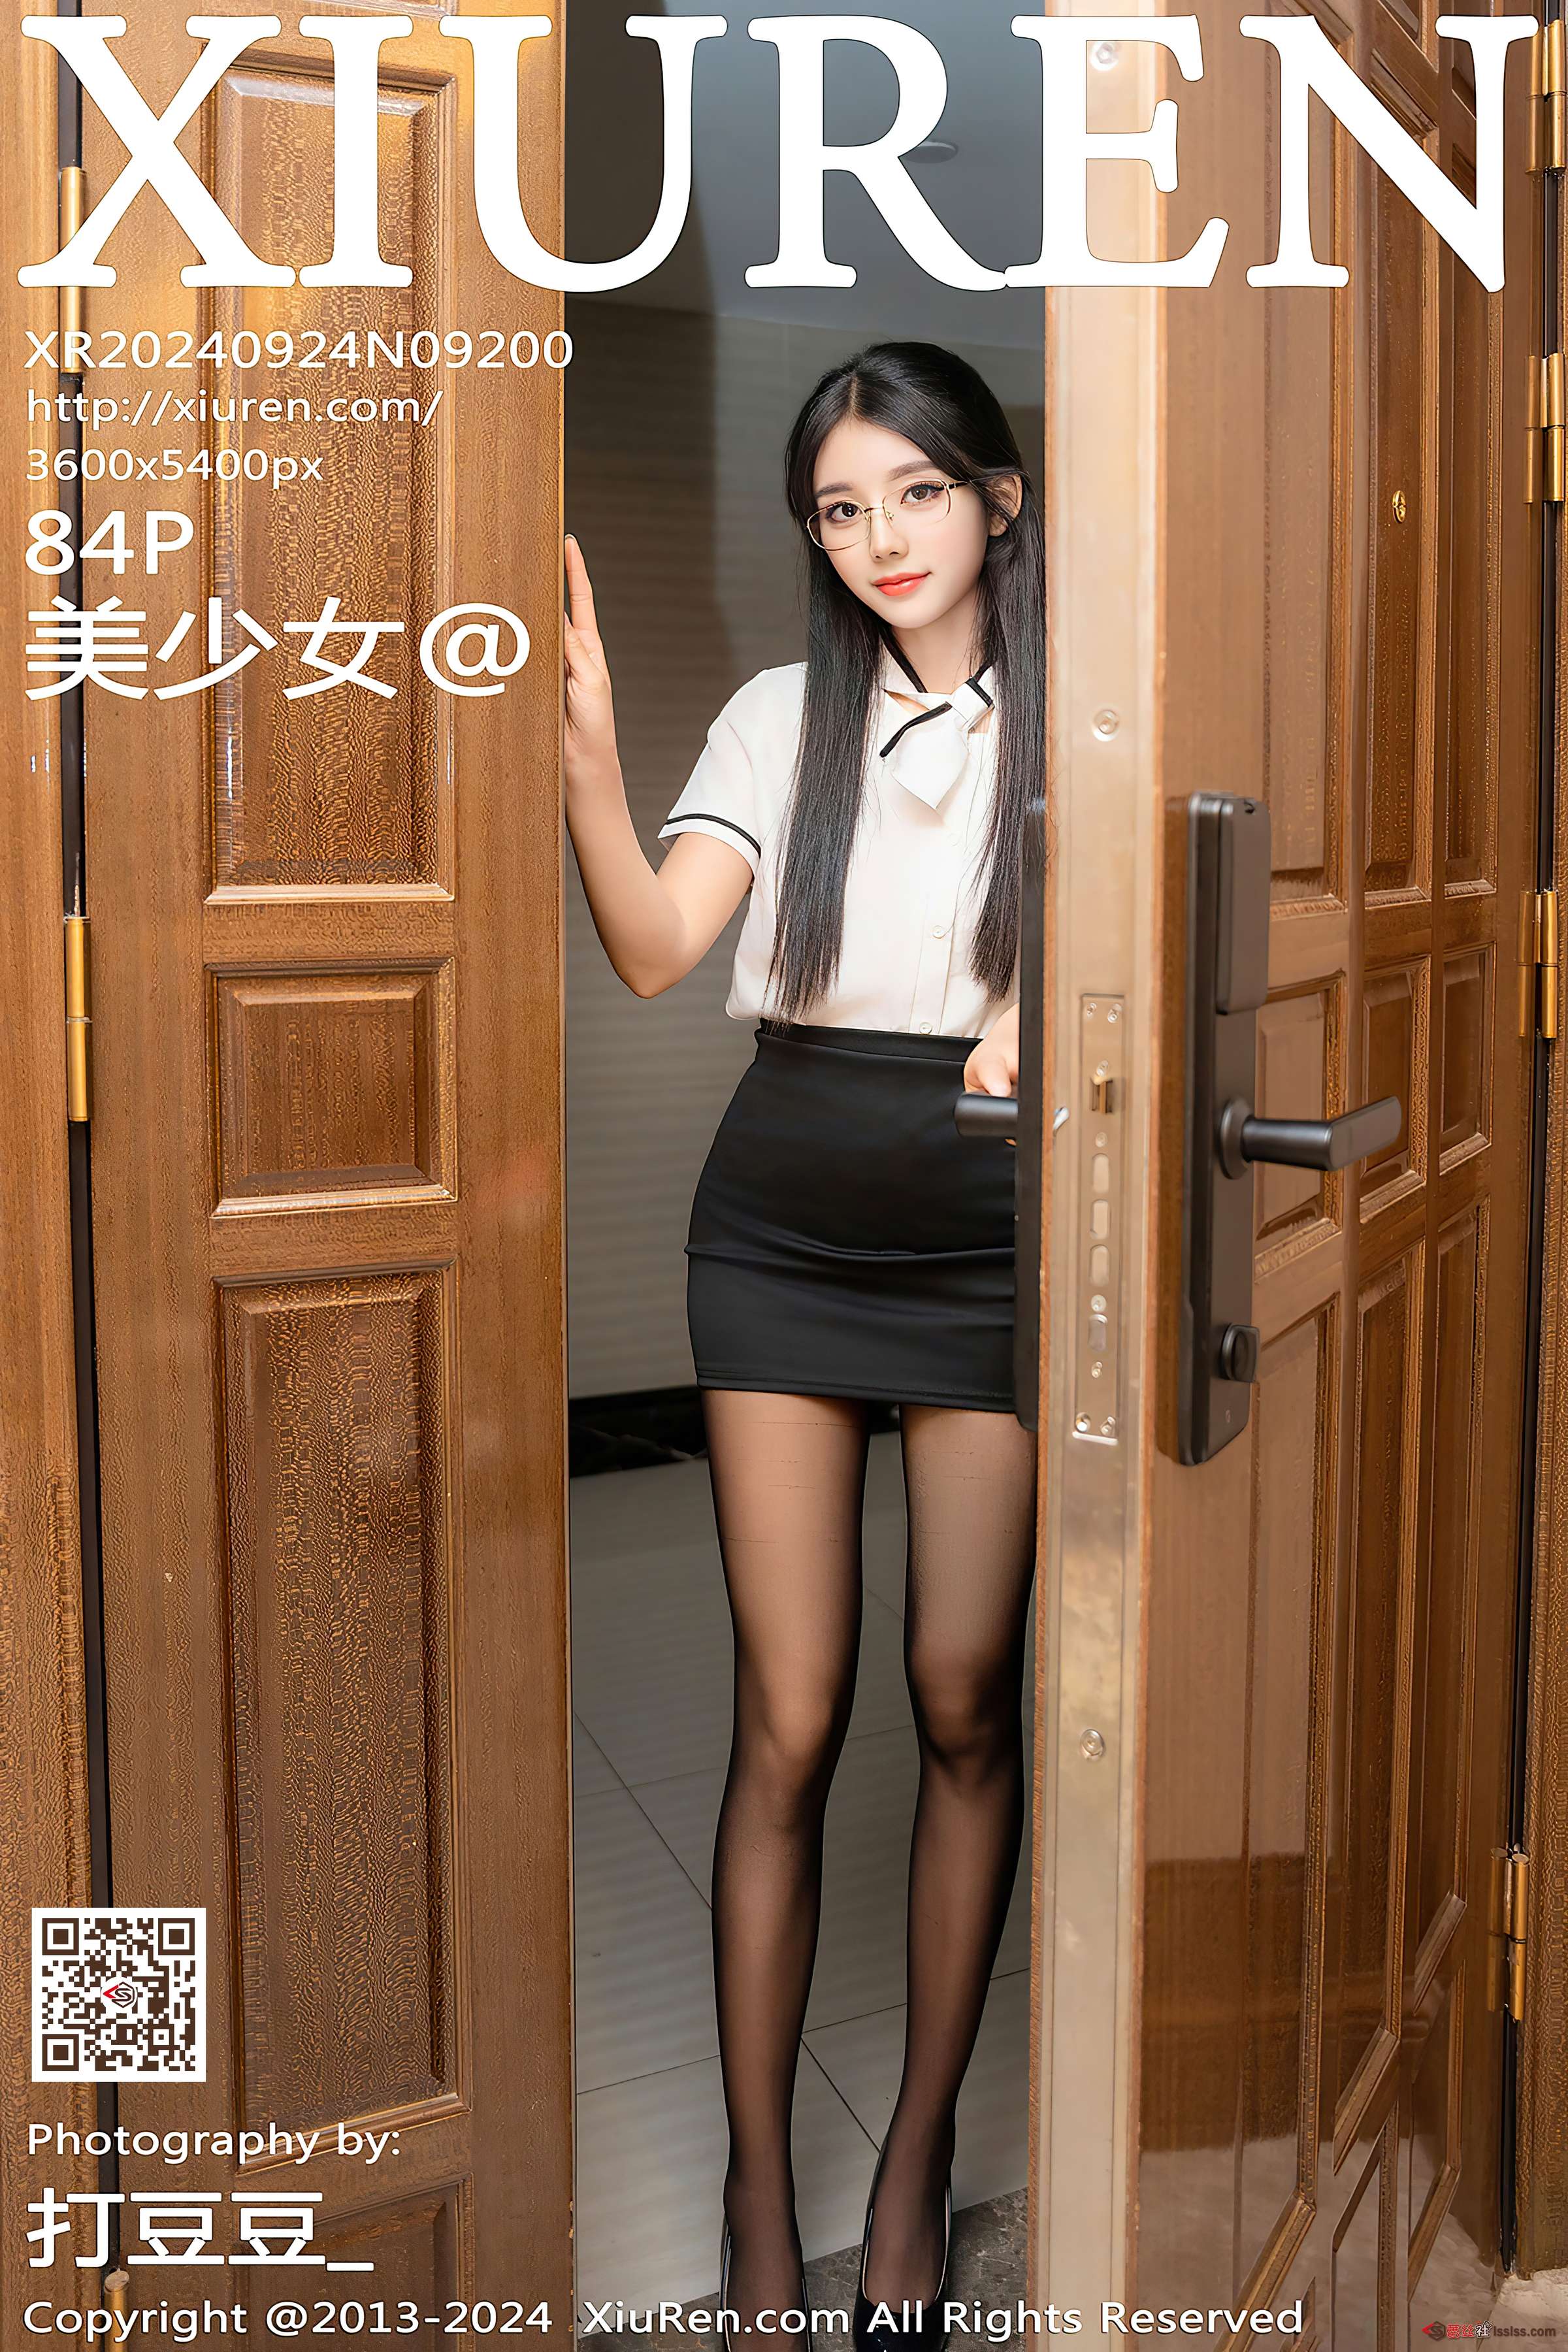 XIUREN
XR20240924N09200
http://xiuren.com/
3600x5400px
84P
美少女@
Photography by:
打豆豆_
Copyright @2013-2024 XiuRen.com All Rights Reserved
lsslss.com